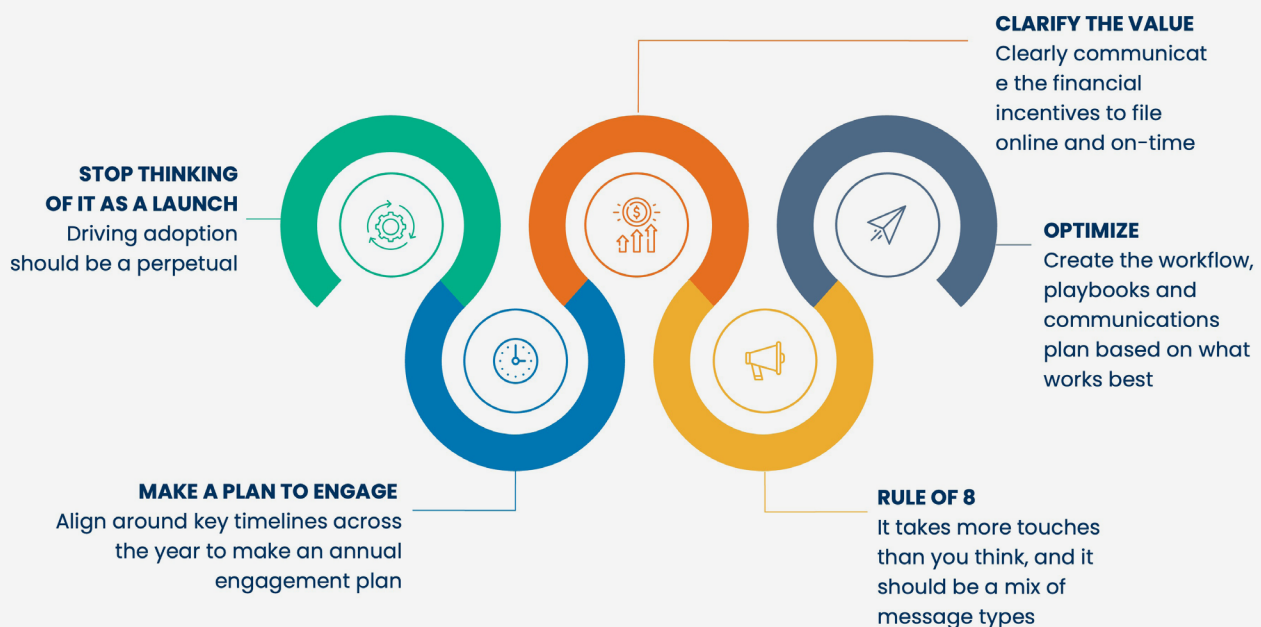 STOP THINKING
OF IT AS A LAUNCH
Driving adoption
should be a perpetual
MAKE A PLAN TO ENGAGE
Align around key timelines across
the year to make an annual
engagement plan
CLARIFY THE VALUE
Clearly communicat
e the financial
incentives to file
online and on-time
RULE OF 8
It takes more touches
than you think, and it
should be a mix of
message types
OPTIMIZE
Create the workflow,
playbooks and
communications
plan based on what
works best